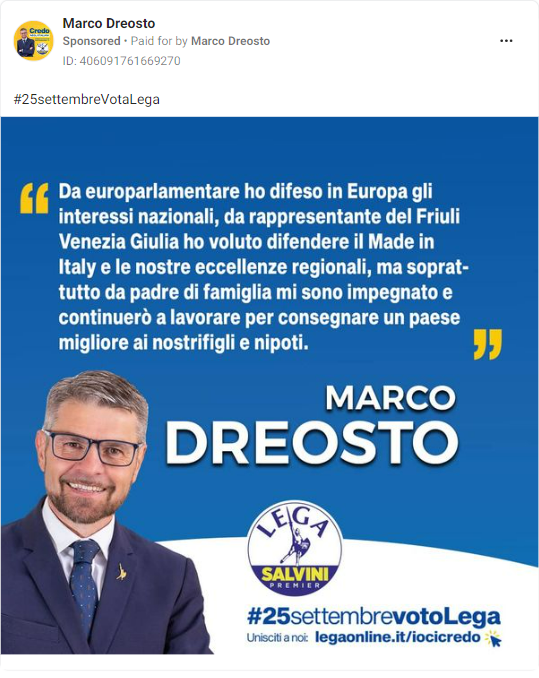 Marco Dreosto
Sponsored • Paid for by Marco Dreosto
ID: 406091761669270
#25settembreVotaLega
“ Da europarlamentare ho difeso in Europa gli
interessi nazionali, da rappresentante del Friuli
Venezia Giulia ho voluto difendere il Made in
Italy e le nostre eccellenze regionali, ma soprat-
tutto da padre di famiglia mi sono impegnato e
continuerò a lavorare per consegnare un paese
migliore ai nostrifigli e nipoti. ”
MARCO
DREOSTO
LEGA
SALVINI
PREMIER
#25settembrevotoLega
Unisciti a noi: legaonline.it/iocicredo